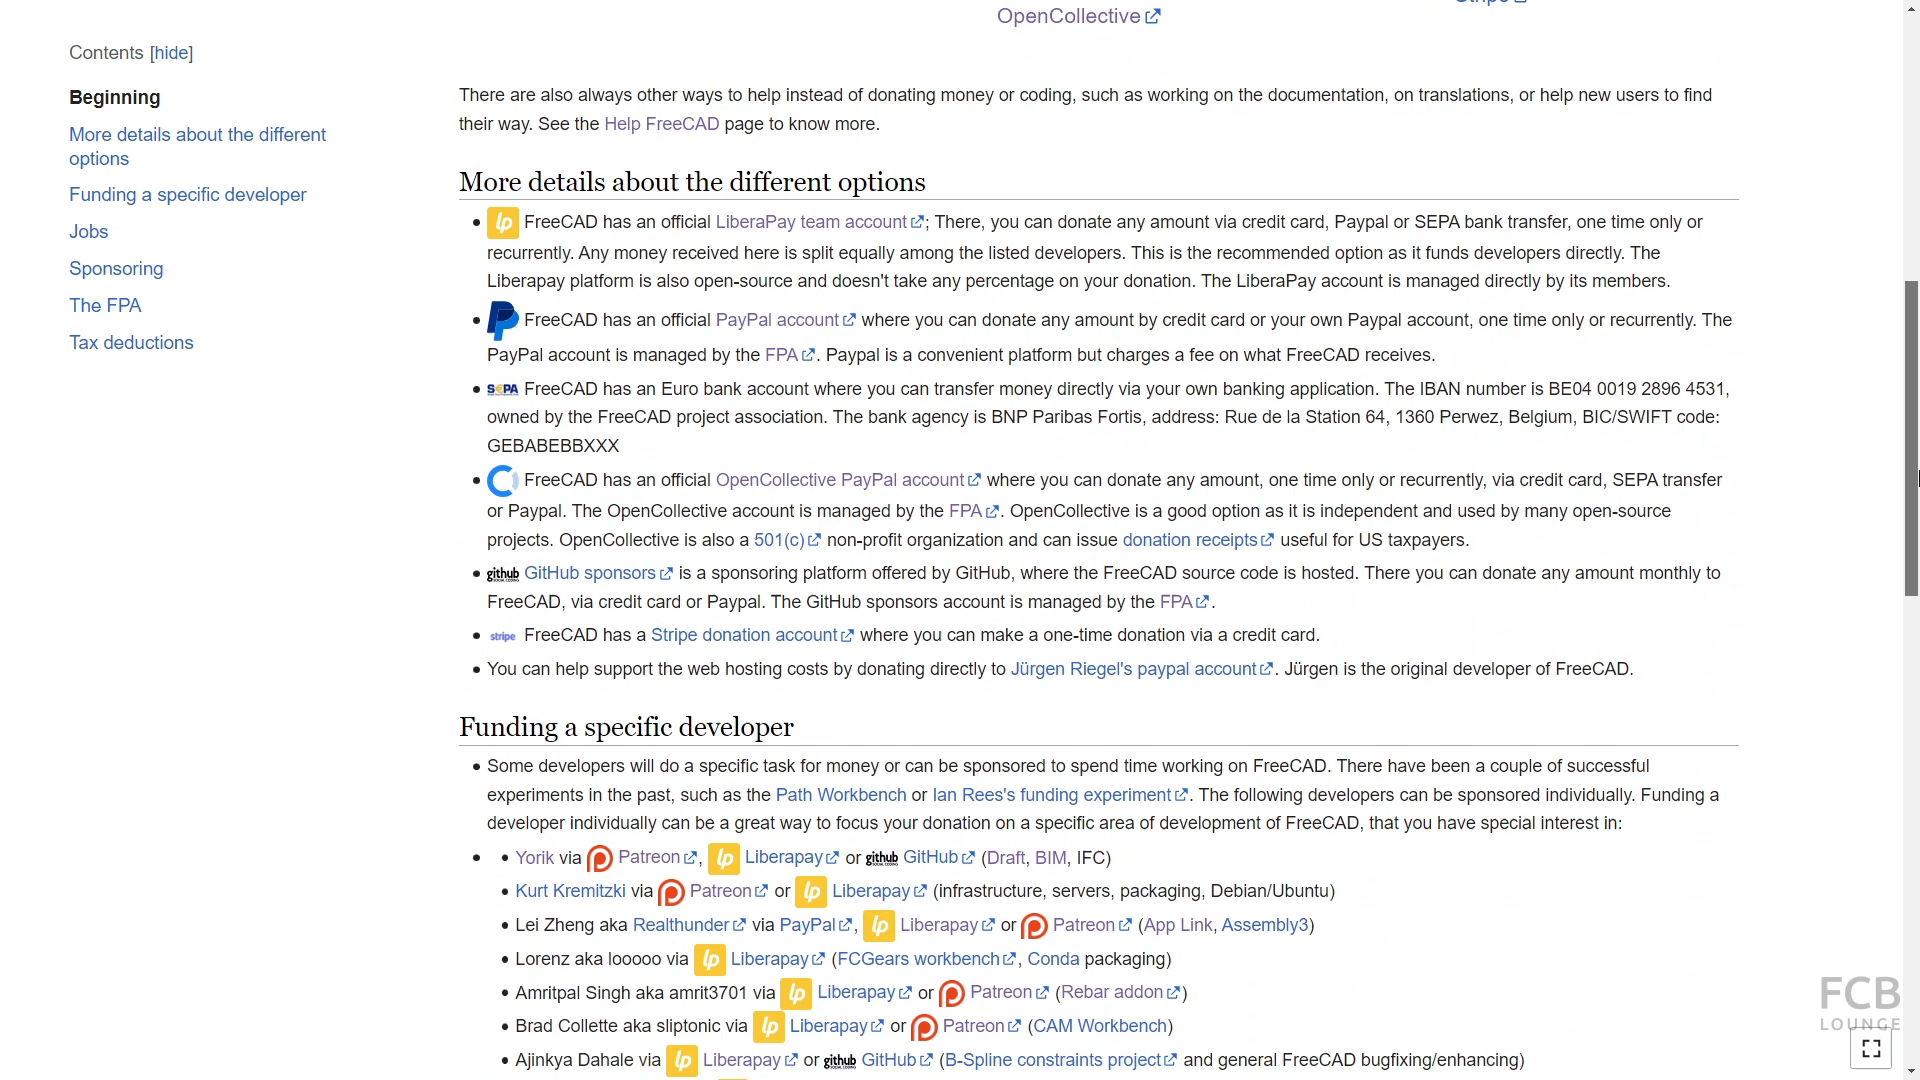 OpenCollective
Contents [hide]
Beginning
More details about the different
options
Funding a specific developer
Jobs
Sponsoring
The FPA
Tax deductions
There are also always other ways to help instead of donating money or coding, such as working on the documentation, on translations, or help new users to find
their way. See the Help FreeCAD page to know more.
More details about the different options
lp FreeCAD has an official LiberaPay team account; There, you can donate any amount via credit card, Paypal or SEPA bank transfer, one time only or
recurrently. Any money received here is split equally among the listed developers. This is the recommended option as it funds developers directly. The
Liberapay platform is also open-source and doesn't take any percentage on your donation. The LiberaPay account is managed directly by its members.
FreeCAD has an official PayPal account where you can donate any amount by credit card or your own Paypal account, one time only or recurrently. The
PayPal account is managed by the FPA. Paypal is a convenient platform but charges a fee on what FreeCAD receives.
SEPA FreeCAD has an Euro bank account where you can transfer money directly via your own banking application. The IBAN number is BE04 0019 2896 4531,
owned by the FreeCAD project association. The bank agency is BNP Paribas Fortis, address: Rue de la Station 64, 1360 Perwez, Belgium, BIC/SWIFT code:
GEBABEBBXXX
FreeCAD has an official OpenCollective PayPal account where you can donate any amount, one time only or recurrently, via credit card, SEPA transfer
or Paypal. The OpenCollective account is managed by the FPA. OpenCollective is a good option as it is independent and used by many open-source
projects. OpenCollective is also a 501(c) non-profit organization and can issue donation receipts useful for US taxpayers.
github GitHub sponsors is a sponsoring platform offered by GitHub, where the FreeCAD source code is hosted. There you can donate any amount monthly to
FreeCAD, via credit card or Paypal. The GitHub sponsors account is managed by the FPA.
stripe FreeCAD has a Stripe donation account where you can make a one-time donation via a credit card.
You can help support the web hosting costs by donating directly to Jürgen Riegel's paypal account. Jürgen is the original developer of FreeCAD.
Funding a specific developer
Some developers will do a specific task for money or can be sponsored to spend time working on FreeCAD. There have been a couple of successful
experiments in the past, such as the Path Workbench or Ian Rees's funding experiment. The following developers can be sponsored individually. Funding a
developer individually can be a great way to focus your donation on a specific area of development of FreeCAD, that you have special interest in:
Yorik via Patreon, lp Liberapay or github GitHub (Draft, BIM, IFC)
Kurt Kremitzki via Patreon or lp Liberapay (infrastructure, servers, packaging, Debian/Ubuntu)
Lei Zheng aka Realthunder via PayPal, lp Liberapay or Patreon (App Link, Assembly3)
Lorenz aka looooo via lp Liberapay (FCGears workbench, Conda packaging)
Amritpal Singh aka amrit3701 via lp Liberapay or Patreon (Rebar addon)
Brad Collette aka sliptonic via lp Liberapay or Patreon (CAM Workbench)
Ajinkya Dahale via lp Liberapay or github GitHub (B-Spline constraints project and general FreeCAD bugfixing/enhancing)
FCB
LOUNGE